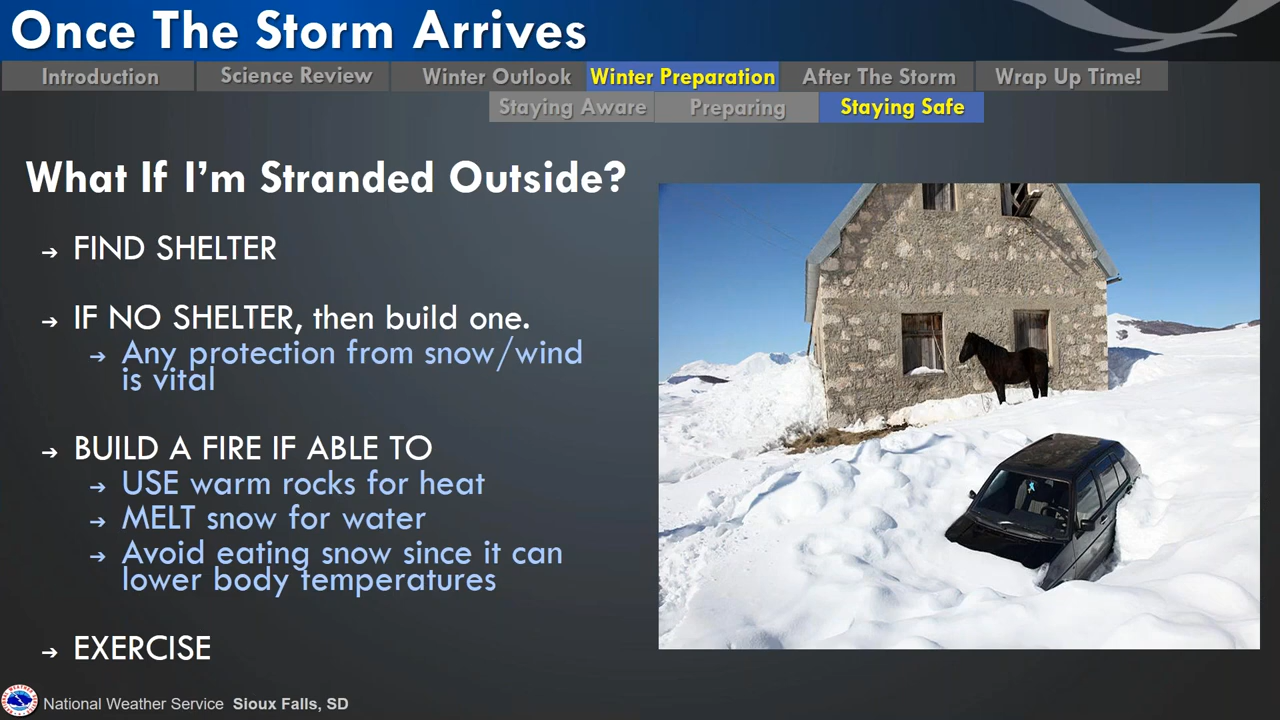 Once The Storm Arrives
Introduction
Science Review
Winter Outlook
Winter Preparation
After The Storm
Wrap Up Time!
Staying Aware
Preparing
Staying Safe
What If I'm Stranded Outside?
➔ FIND SHELTER
➔ IF NO SHELTER, then build one.
➔ Any protection from snow/wind
is vital
➔ BUILD A FIRE IF ABLE TO
➔ USE warm rocks for heat
➔ MELT snow for water
➔ Avoid eating snow since it can
lower body temperatures
➔ EXERCISE
National Weather Service Sioux Falls, SD